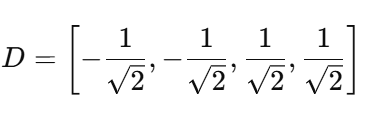 D = [-1/√2, -1/√2, 1/√2, 1/√2]